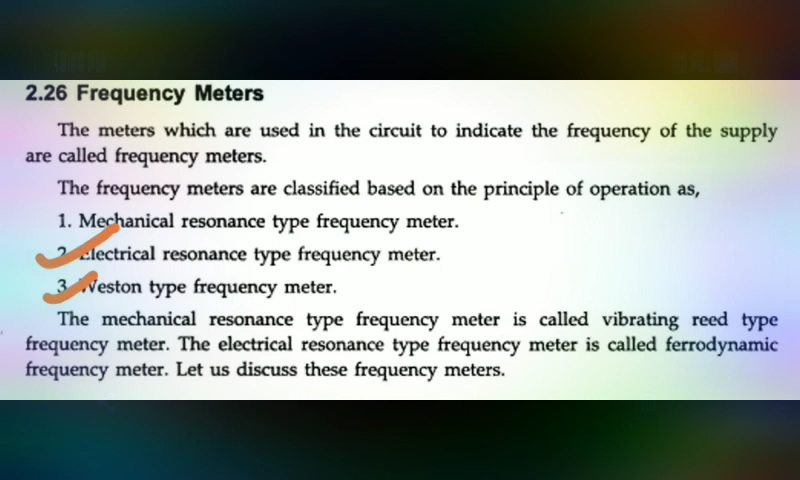 2.26 Frequency Meters
The meters which are used in the circuit to indicate the frequency of the supply
are called frequency meters.
The frequency meters are classified based on the principle of operation as,
1. Mechanical resonance type frequency meter.
2. Electrical resonance type frequency meter.
3. Weston type frequency meter.
The mechanical resonance type frequency meter is called vibrating reed type
frequency meter. The electrical resonance type frequency meter is called ferrodynamic
frequency meter. Let us discuss these frequency meters.